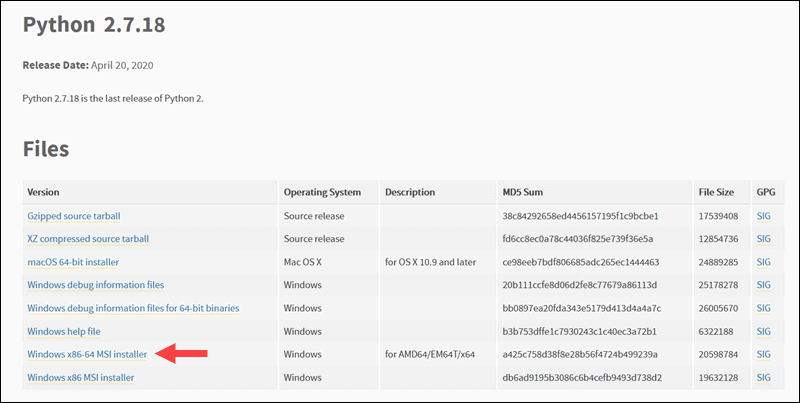 Python 2.7.18
Release Date: April 20, 2020
Python 2.7.18 is the last release of Python 2.
Files
Version Operating System Description MD5 Sum File Size GPG
Gzipped source tarball Source release 38c84292658ed4456157195f1c9bcbe1 17539408 SIG
XZ compressed source tarball Source release fd6cc8ec0a78c44036f825e739f36e5a 12854736 SIG
macOS 64-bit installer Mac OS X for OS X 10.9 and later ce98eeb7bdf806685adc265ec1444463 24889285 SIG
Windows debug information files Windows 20b111ccfe8d06d2fe8c77679a86113d 25178278 SIG
Windows debug information files for 64-bit binaries Windows bb0897ea20fda343e5179d413d4a4a7c 26005670 SIG
Windows help file Windows b3b753dffe1c7930243c1c40ec3a72b1 6322188 SIG
Windows x86-64 MSI installer Windows for AMD64/EM64T/x64 a425c758d38f8e28b56f4724b499239a 20598784 SIG
Windows x86 MSI installer Windows db6ad9195b3086c6b4cefb9493d738d2 19632128 SIG